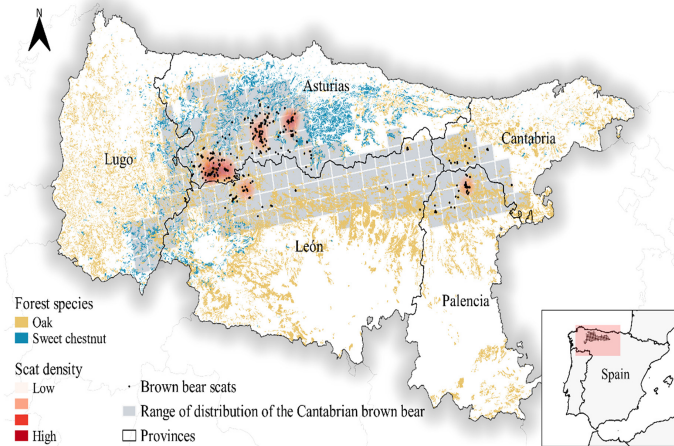 N
Asturias
Cantabria
Lugo
León
Palencia
Forest species
Oak
Sweet chestnut
Scat density
Low
High
Brown bear scats
Range of distribution of the Cantabrian brown bear
Provinces
Spain